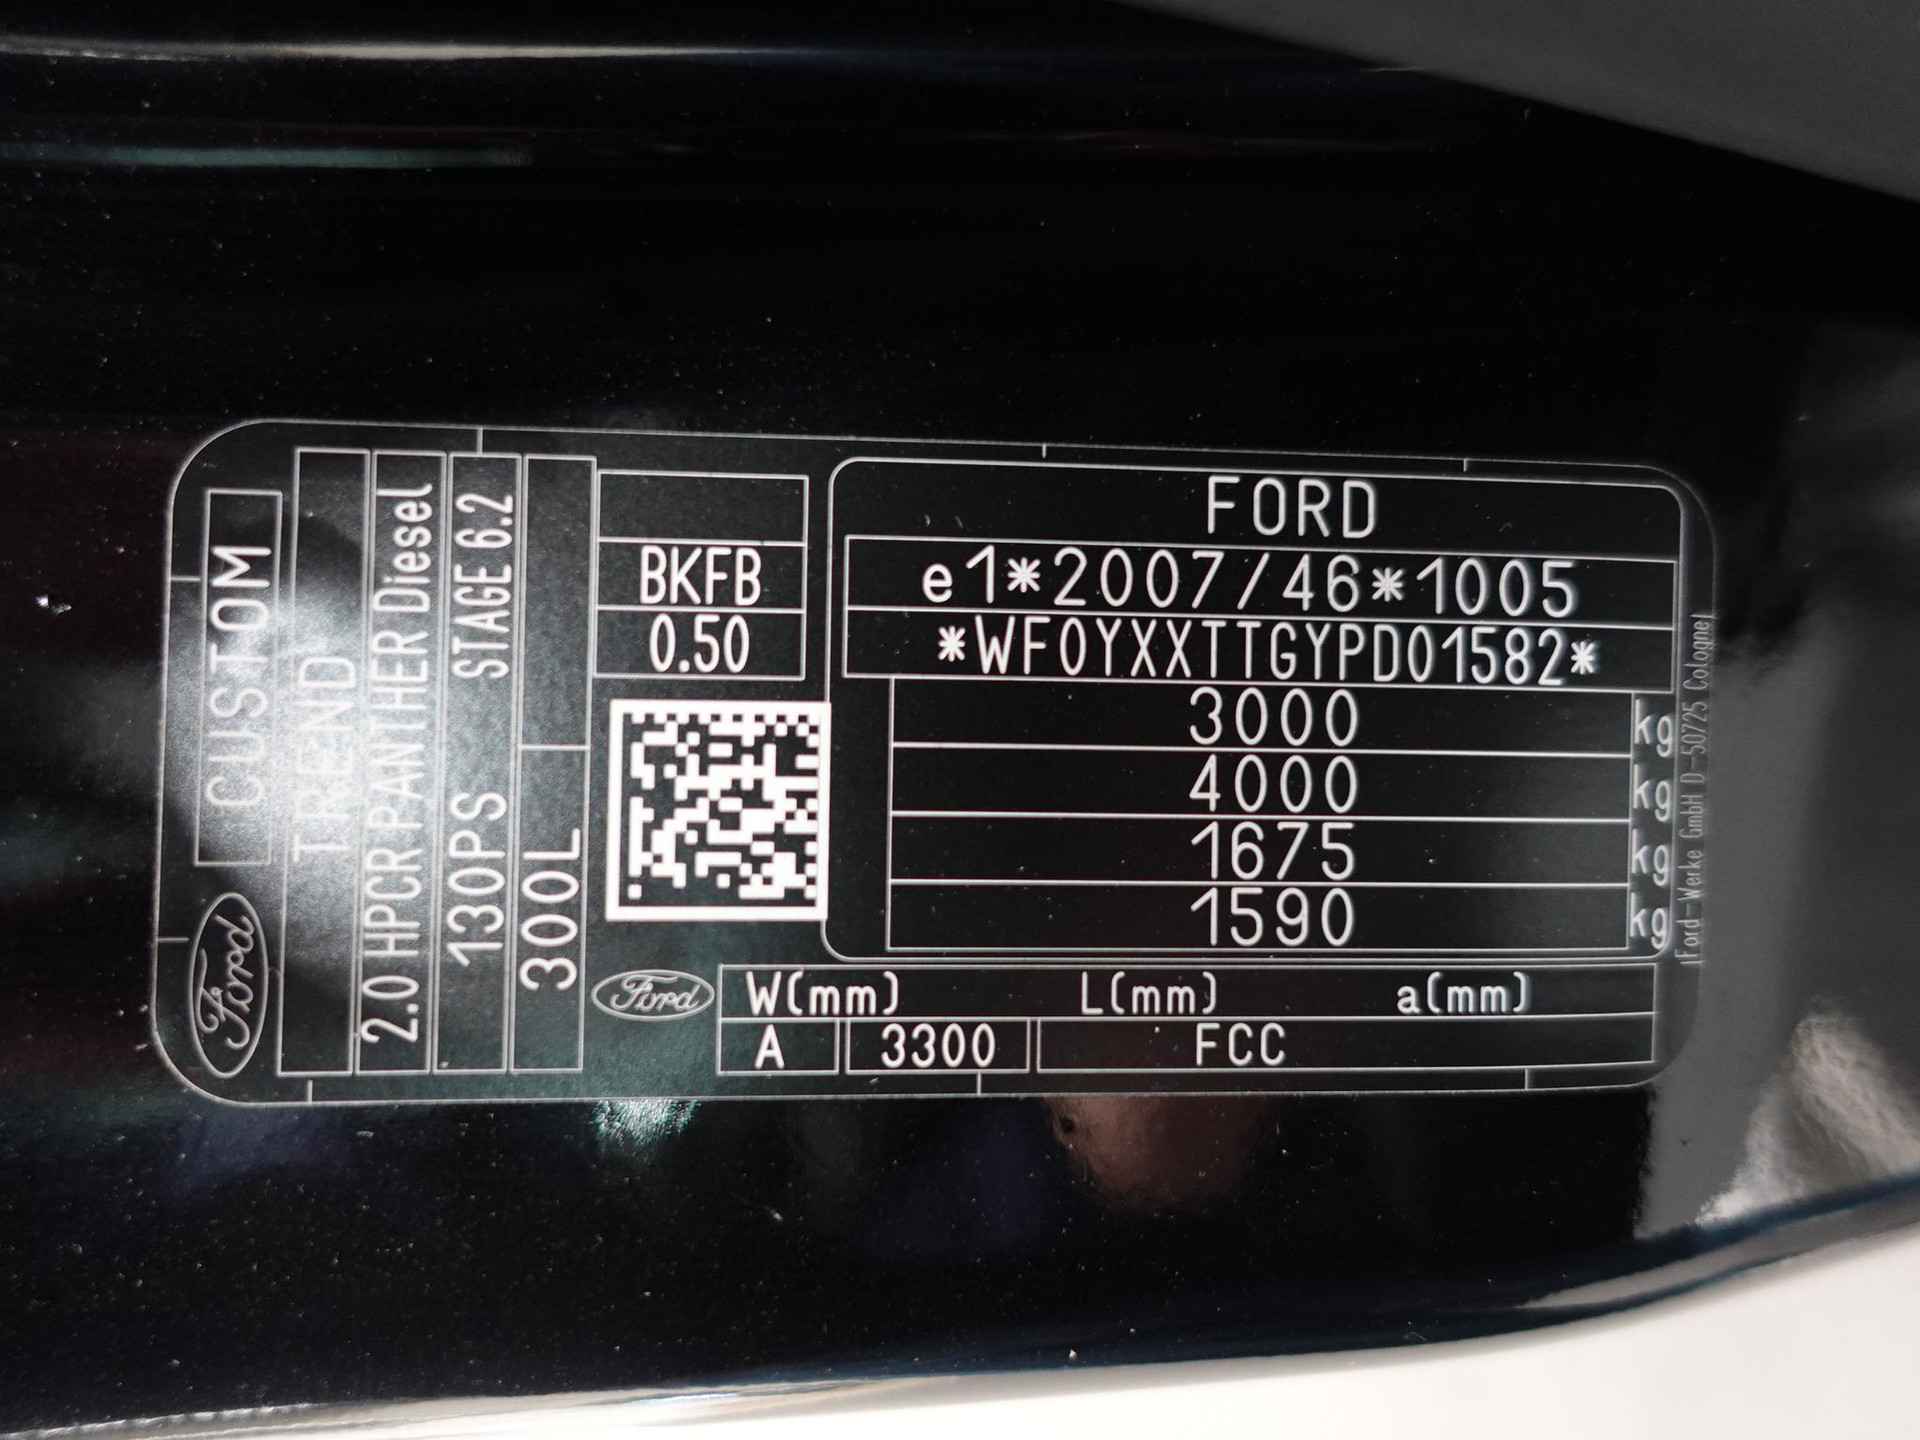 Ford
CUSTOM
TREND
2.0 HPCR PANTHER Diesel
130PS
STAGE 6.2
300L
BKFB
0.50
FORD
e1*2007/46*1005
*WF0YXXTTGYPD01582*
3000 kg
4000 kg
1675 kg
1590 kg
Ford-Werke GmbH D-50725 Cologne
Ford
W(mm) L(mm) a(mm)
A 3300 FCC